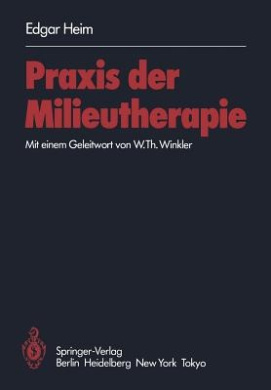 Edgar Heim
Praxis der
Milieutherapie
Mit einem Geleitwort von W.Th. Winkler
Springer-Verlag
Berlin Heidelberg New York Tokyo